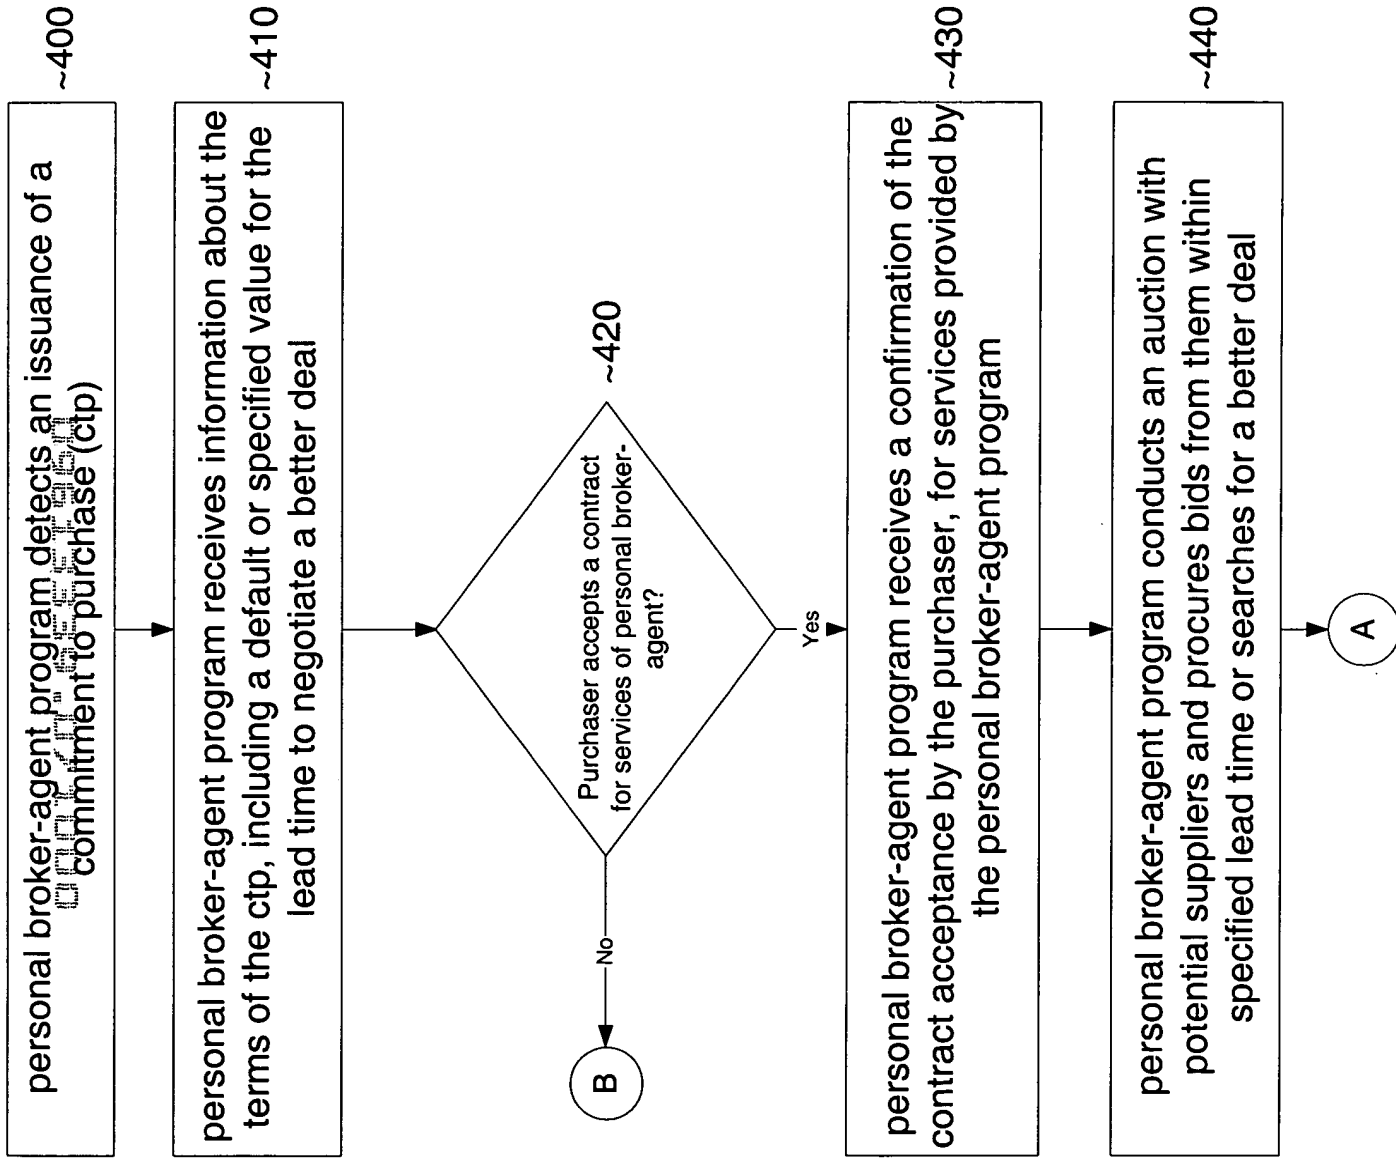 personal broker-agent program detects an issuance of a
commitment to purchase (ctp)
~400
personal broker-agent program receives information about the
terms of the ctp, including a default or specified value for the
lead time to negotiate a better deal
~410
Purchaser accepts a contract
for services of personal broker-
agent?
~420
No
B
Yes
personal broker-agent program receives a confirmation of the
contract acceptance by the purchaser, for services provided by
the personal broker-agent program
~430
personal broker-agent program conducts an auction with
potential suppliers and procures bids from them within
specified lead time or searches for a better deal
~440
A